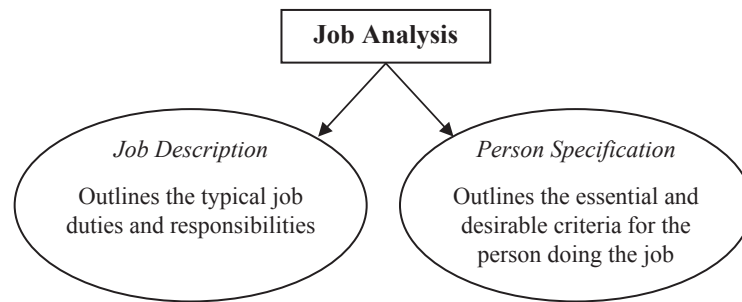 Job Analysis
Job Description
Outlines the typical job
duties and responsibilities
Person Specification
Outlines the essential and
desirable criteria for the
person doing the job